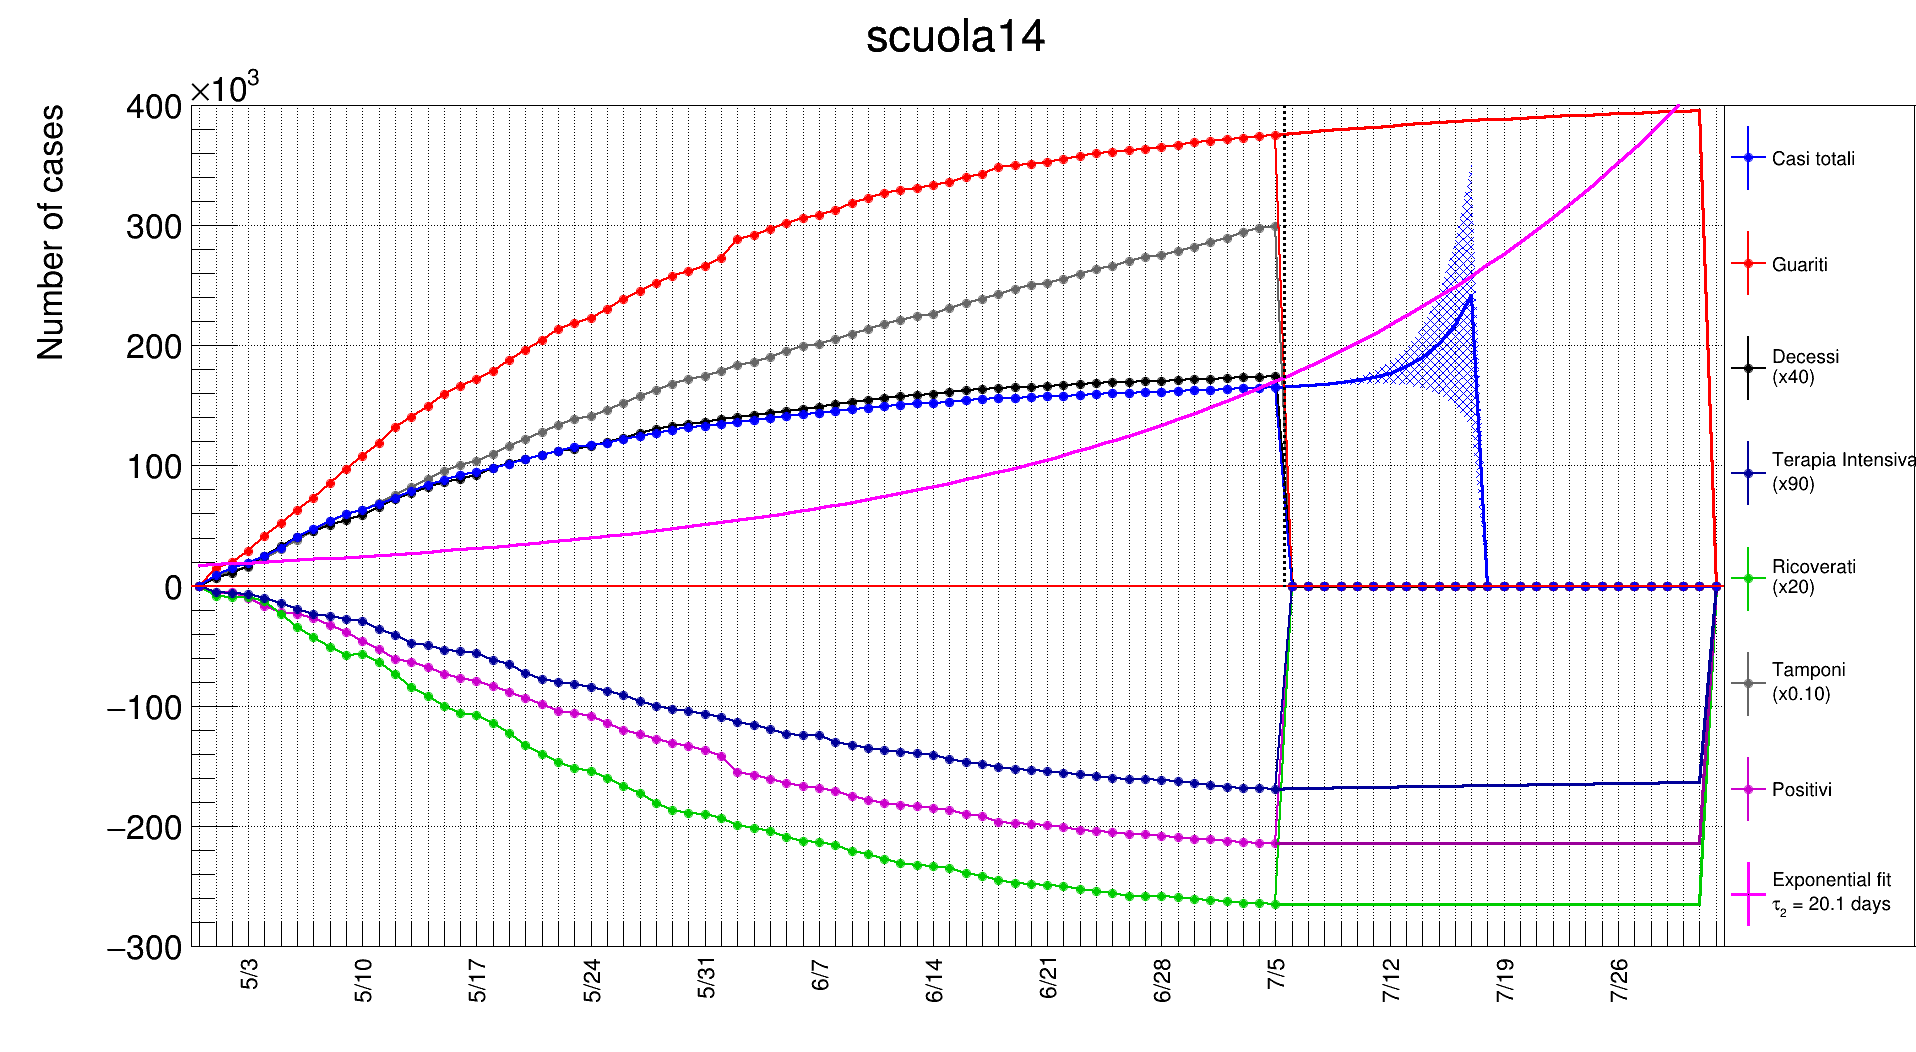 scuola14
×10³
Number of cases
400
300
200
100
0
−100
−200
−300
5/3
5/10
5/17
5/24
5/31
6/7
6/14
6/21
6/28
7/5
7/12
7/19
7/26
Casi totali
Guariti
Decessi
(x40)
Terapia Intensiva
(x90)
Ricoverati
(x20)
Tamponi
(x0.10)
Positivi
Exponential fit
τ₂ = 20.1 days